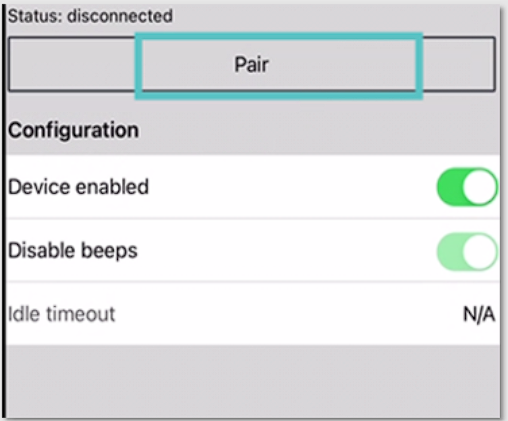 Status: disconnected
Pair
Configuration
Device enabled
Disable beeps
Idle timeout N/A